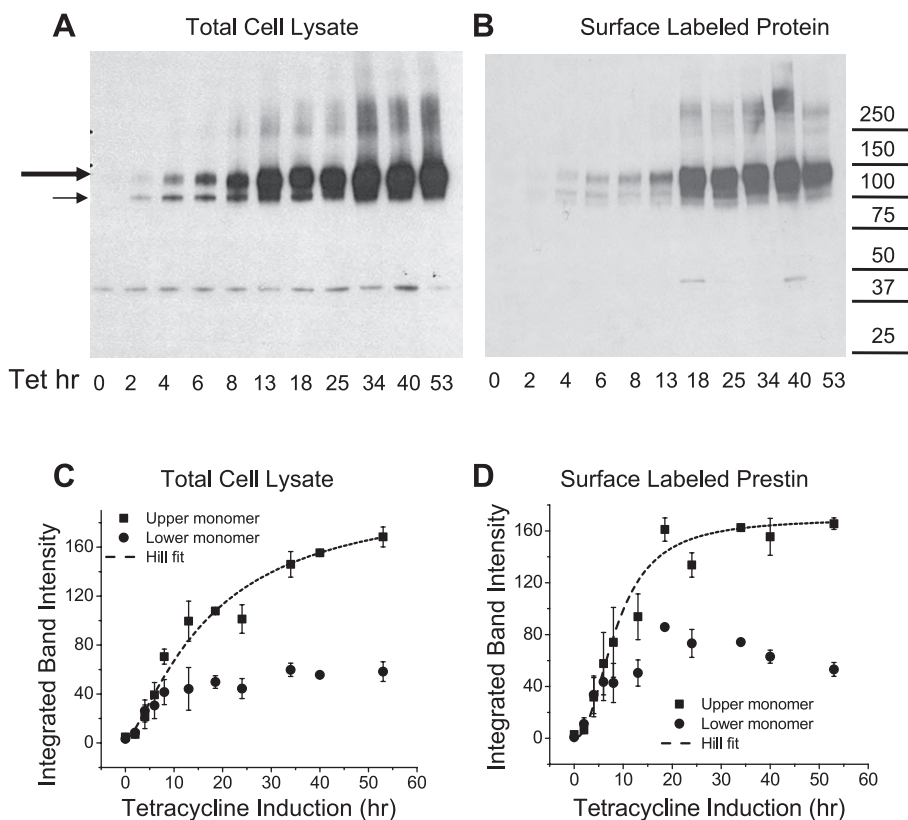 A Total Cell Lysate
B Surface Labeled Protein
250
150
100
75
50
37
25
Tet hr 0 2 4 6 8 13 18 25 34 40 53
0 2 4 6 8 13 18 25 34 40 53
C Total Cell Lysate
Upper monomer
Lower monomer
Hill fit
Integrated Band Intensity
160
120
80
40
0
0 10 20 30 40 50 60
Tetracycline Induction (hr)
D Surface Labeled Prestin
Upper monomer
Lower monomer
Hill fit
Integrated Band Intensity
160
120
80
40
0
0 10 20 30 40 50 60
Tetracycline Induction (hr)